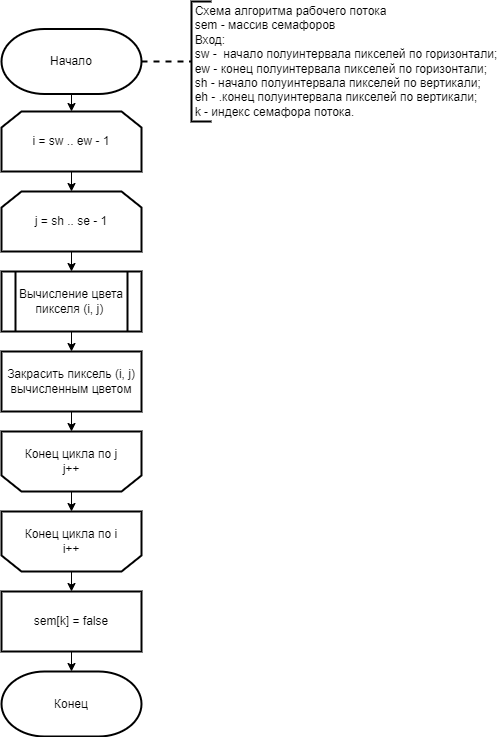 Схема алгоритма рабочего потока
sem - массив семафоров
Вход:
sw -  начало полуинтервала пикселей по горизонтали;
ew - конец полуинтервала пикселей по горизонтали;
sh - начало полуинтервала пикселей по вертикали;
eh - .конец полуинтервала пикселей по вертикали;
k - индекс семафора потока.
Начало
i = sw .. ew - 1
j = sh .. se - 1
Вычисление цвета
пикселя (i, j)
Закрасить пиксель (i, j)
вычисленным цветом
Конец цикла по j
j++
Конец цикла по i
i++
sem[k] = false
Конец